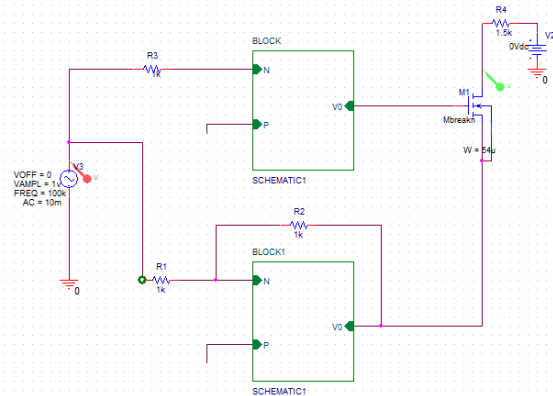 R4
1.5k
V2
0Vdc
0
BLOCK
R3
1k
N
P
V0
M1
Mbreakn
W = 54u
SCHEMATIC1
V3
V
V
VOFF = 0
VAMPL = 1v
FREQ = 100k
AC = 10m
0
R2
1k
R1
1k
BLOCK1
N
P
V0
SCHEMATIC1